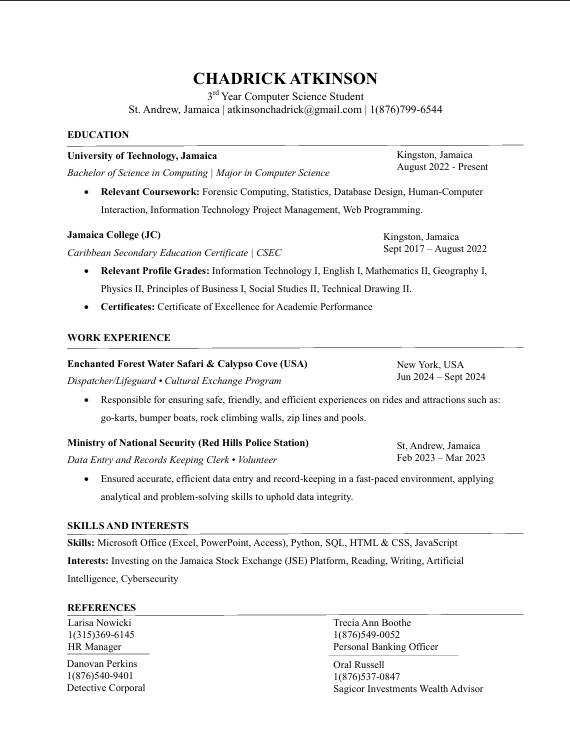 CHADRICK ATKINSON
3rd Year Computer Science Student
St. Andrew, Jamaica | atkinsonchadrick@gmail.com | 1(876)799-6544
EDUCATION
University of Technology, Jamaica
Kingston, Jamaica
Bachelor of Science in Computing | Major in Computer Science
August 2022 - Present
• Relevant Coursework: Forensic Computing, Statistics, Database Design, Human-Computer
Interaction, Information Technology Project Management, Web Programming.
Jamaica College (JC)
Kingston, Jamaica
Caribbean Secondary Education Certificate | CSEC
Sept 2017 – August 2022
• Relevant Profile Grades: Information Technology I, English I, Mathematics II, Geography I,
Physics II, Principles of Business I, Social Studies II, Technical Drawing II.
• Certificates: Certificate of Excellence for Academic Performance
WORK EXPERIENCE
Enchanted Forest Water Safari & Calypso Cove (USA)
New York, USA
Dispatcher/Lifeguard • Cultural Exchange Program
Jun 2024 – Sept 2024
• Responsible for ensuring safe, friendly, and efficient experiences on rides and attractions such as:
go-karts, bumper boats, rock climbing walls, zip lines and pools.
Ministry of National Security (Red Hills Police Station)
St, Andrew, Jamaica
Data Entry and Records Keeping Clerk • Volunteer
Feb 2023 – Mar 2023
• Ensured accurate, efficient data entry and record-keeping in a fast-paced environment, applying
analytical and problem-solving skills to uphold data integrity.
SKILLS AND INTERESTS
Skills: Microsoft Office (Excel, PowerPoint, Access), Python, SQL, HTML & CSS, JavaScript
Interests: Investing on the Jamaica Stock Exchange (JSE) Platform, Reading, Writing, Artificial
Intelligence, Cybersecurity
REFERENCES
Larisa Nowicki
1(315)369-6145
HR Manager
Trecia Ann Boothe
1(876)549-0052
Personal Banking Officer
Danovan Perkins
1(876)540-9401
Detective Corporal
Oral Russell
1(876)537-0847
Sagicor Investments Wealth Advisor